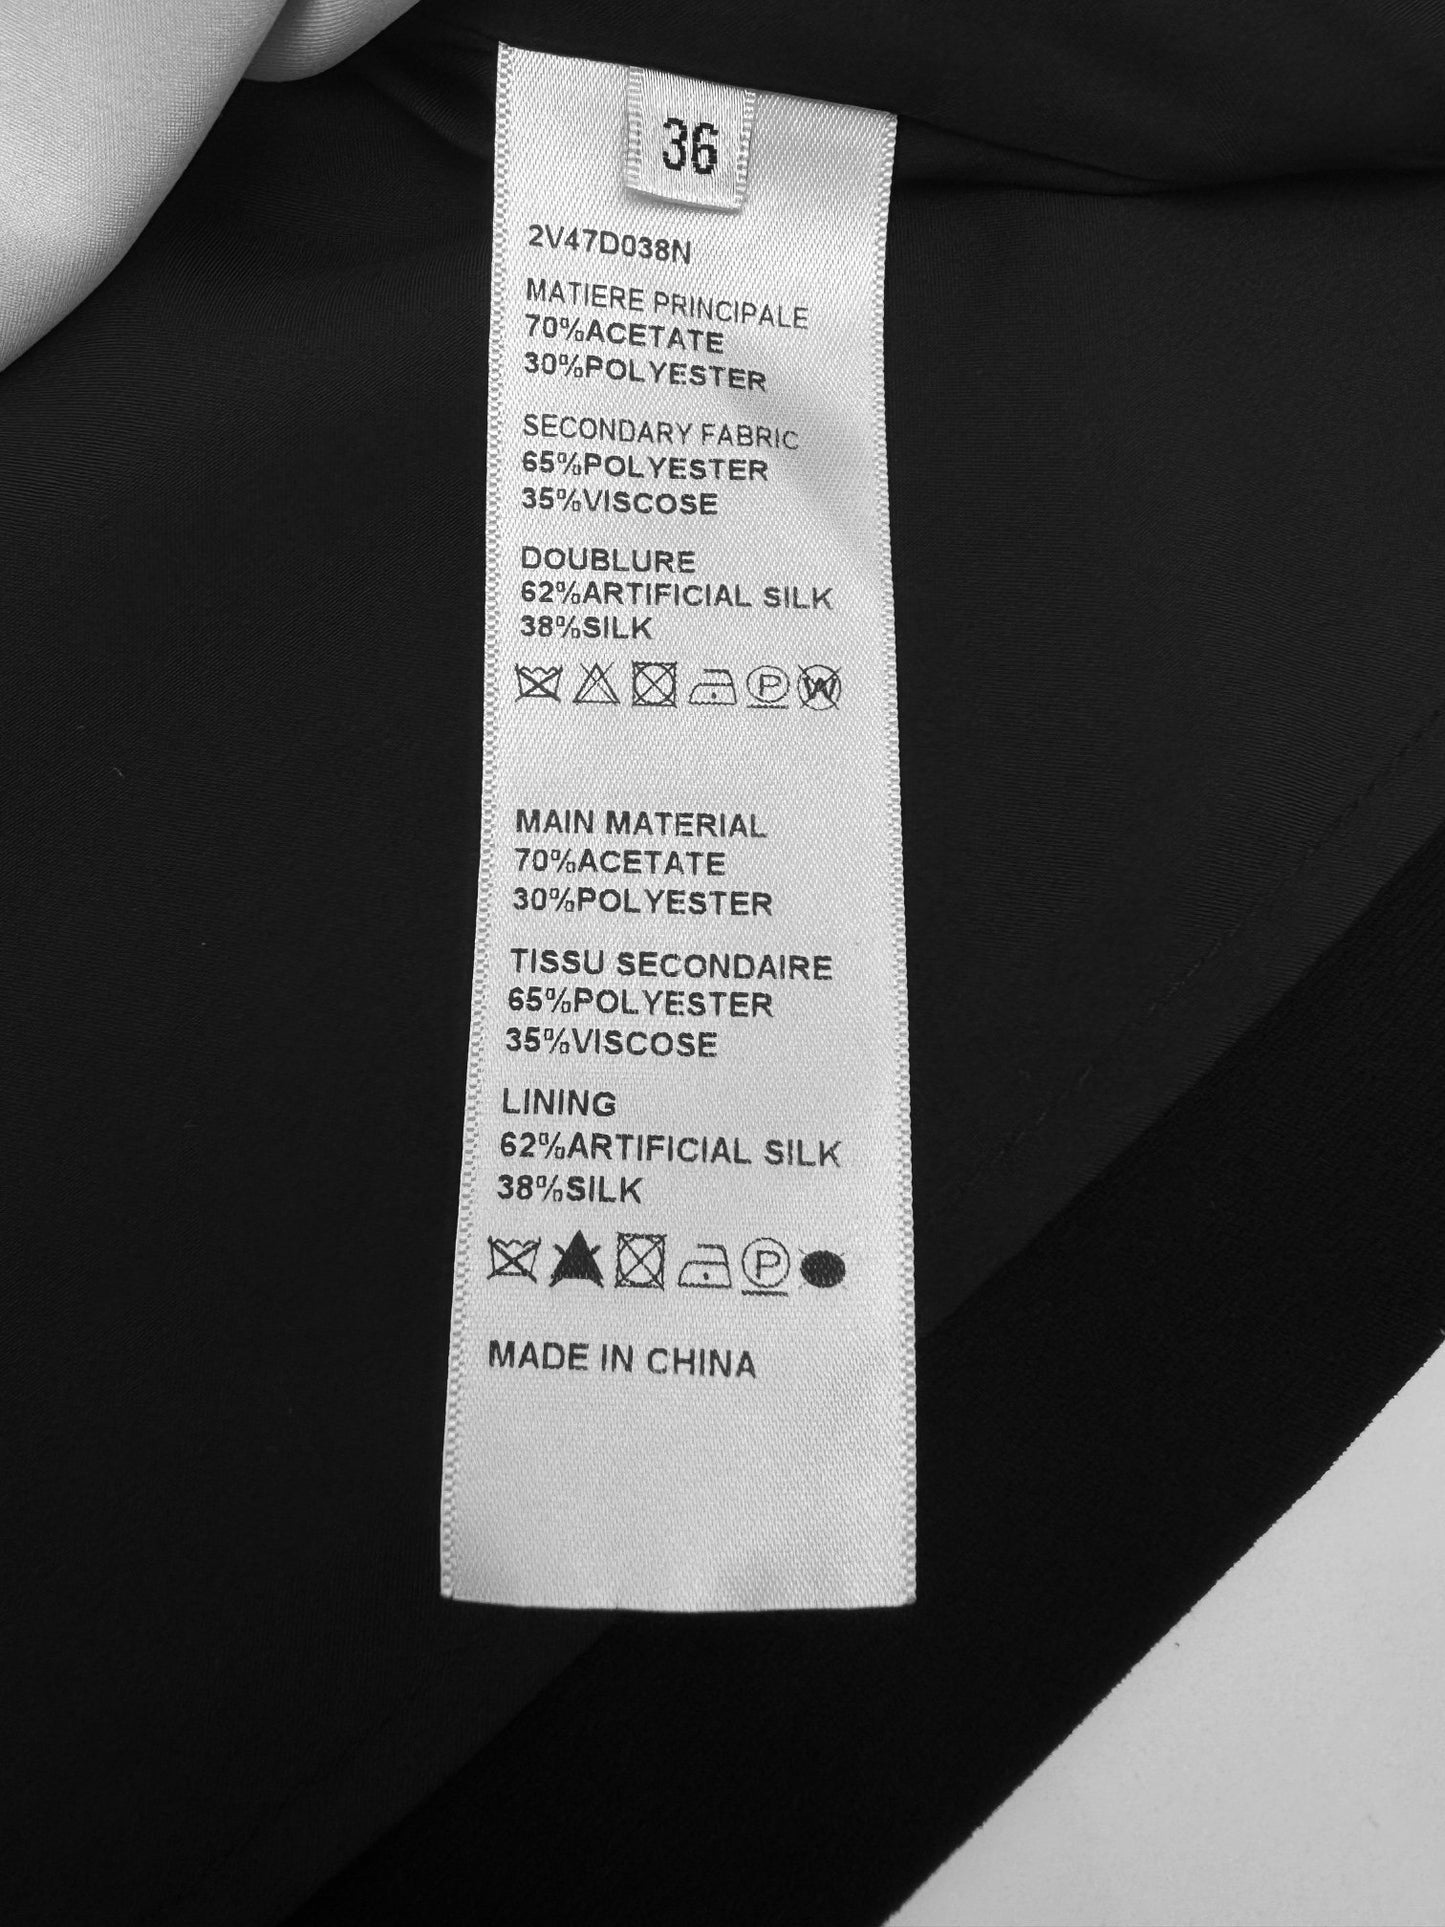 36
2V47D038N
MATIERE PRINCIPALE
70%ACETATE
30%POLYESTER
SECONDARY FABRIC
65%POLYESTER
35%VISCOSE
DOUBLURE
62%ARTIFICIAL SILK
38%SILK
P W
MAIN MATERIAL
70%ACETATE
30%POLYESTER
TISSU SECONDAIRE
65%POLYESTER
35%VISCOSE
LINING
62%ARTIFICIAL SILK
38%SILK
P
MADE IN CHINA